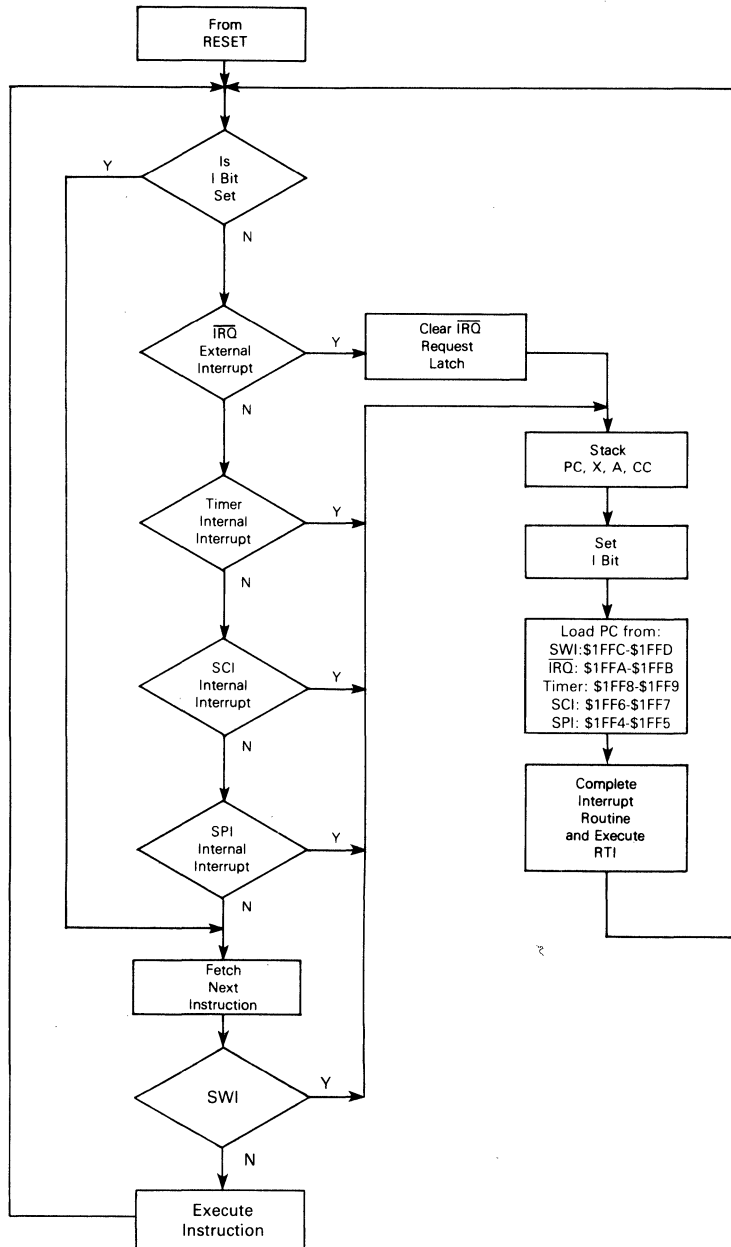 From
RESET
Y
Is
I Bit
Set
N
IRQ
External
Interrupt
Y
Clear IRQ
Request
Latch
N
Stack
PC, X, A, CC
Timer
Internal
Interrupt
Y
N
Set
I Bit
Load PC from:
SWI:$1FFC-$1FFD
IRQ: $1FFA-$1FFB
Timer: $1FF8-$1FF9
SCI: $1FF6-$1FF7
SPI: $1FF4-$1FF5
SCI
Internal
Interrupt
Y
N
Complete
Interrupt
Routine
and Execute
RTI
SPI
Internal
Interrupt
Y
N
Fetch
Next
Instruction
SWI
Y
N
Execute
Instruction